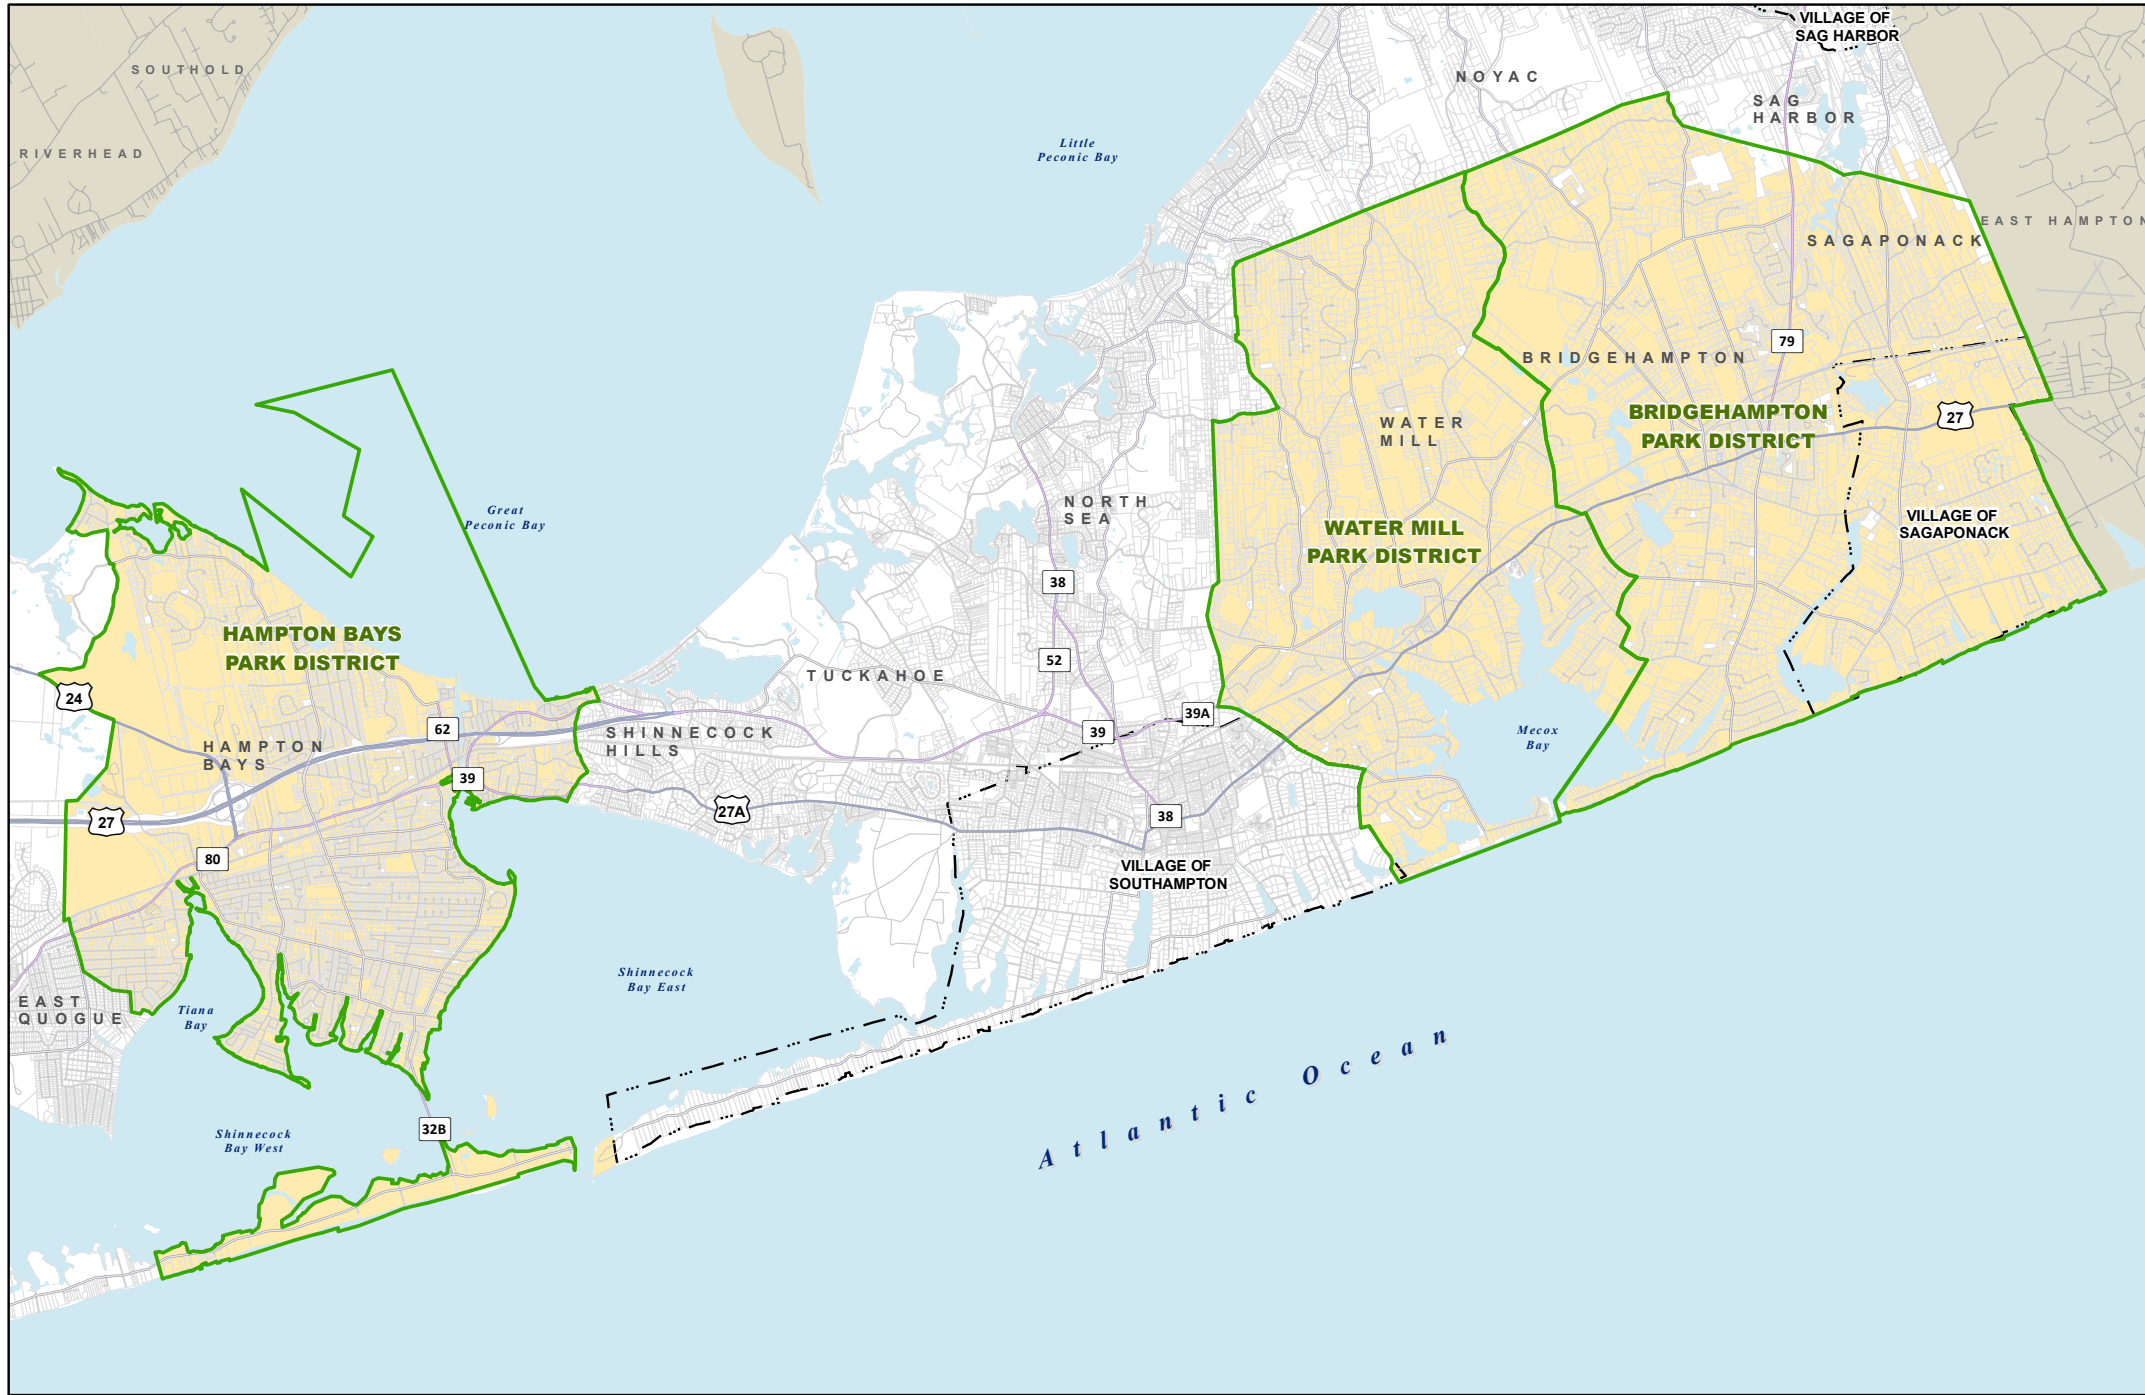 VILLAGE OF
SAG HARBOR
SOUTHOLD
NOYAC
SAG
HARBOR
RIVERHEAD
Little
Peconic Bay
EAST HAMPTON
SAGAPONACK
79
BRIDGEHAMPTON
BRIDGEHAMPTON
PARK DISTRICT
27
WATER
MILL
Great
Peconic Bay
NORTH
SEA
WATER MILL
PARK DISTRICT
VILLAGE OF
SAGAPONACK
38
HAMPTON BAYS
PARK DISTRICT
52
TUCKAHOE
24
62
39A
39
SHINNECOCK
HILLS
Mecox
Bay
HAMPTON
BAYS
39
27A
27
38
80
VILLAGE OF
SOUTHAMPTON
Shinnecock
Bay East
EAST
QUOGUE
Tiana
Bay
Atlantic Ocean
32B
Shinnecock
Bay West